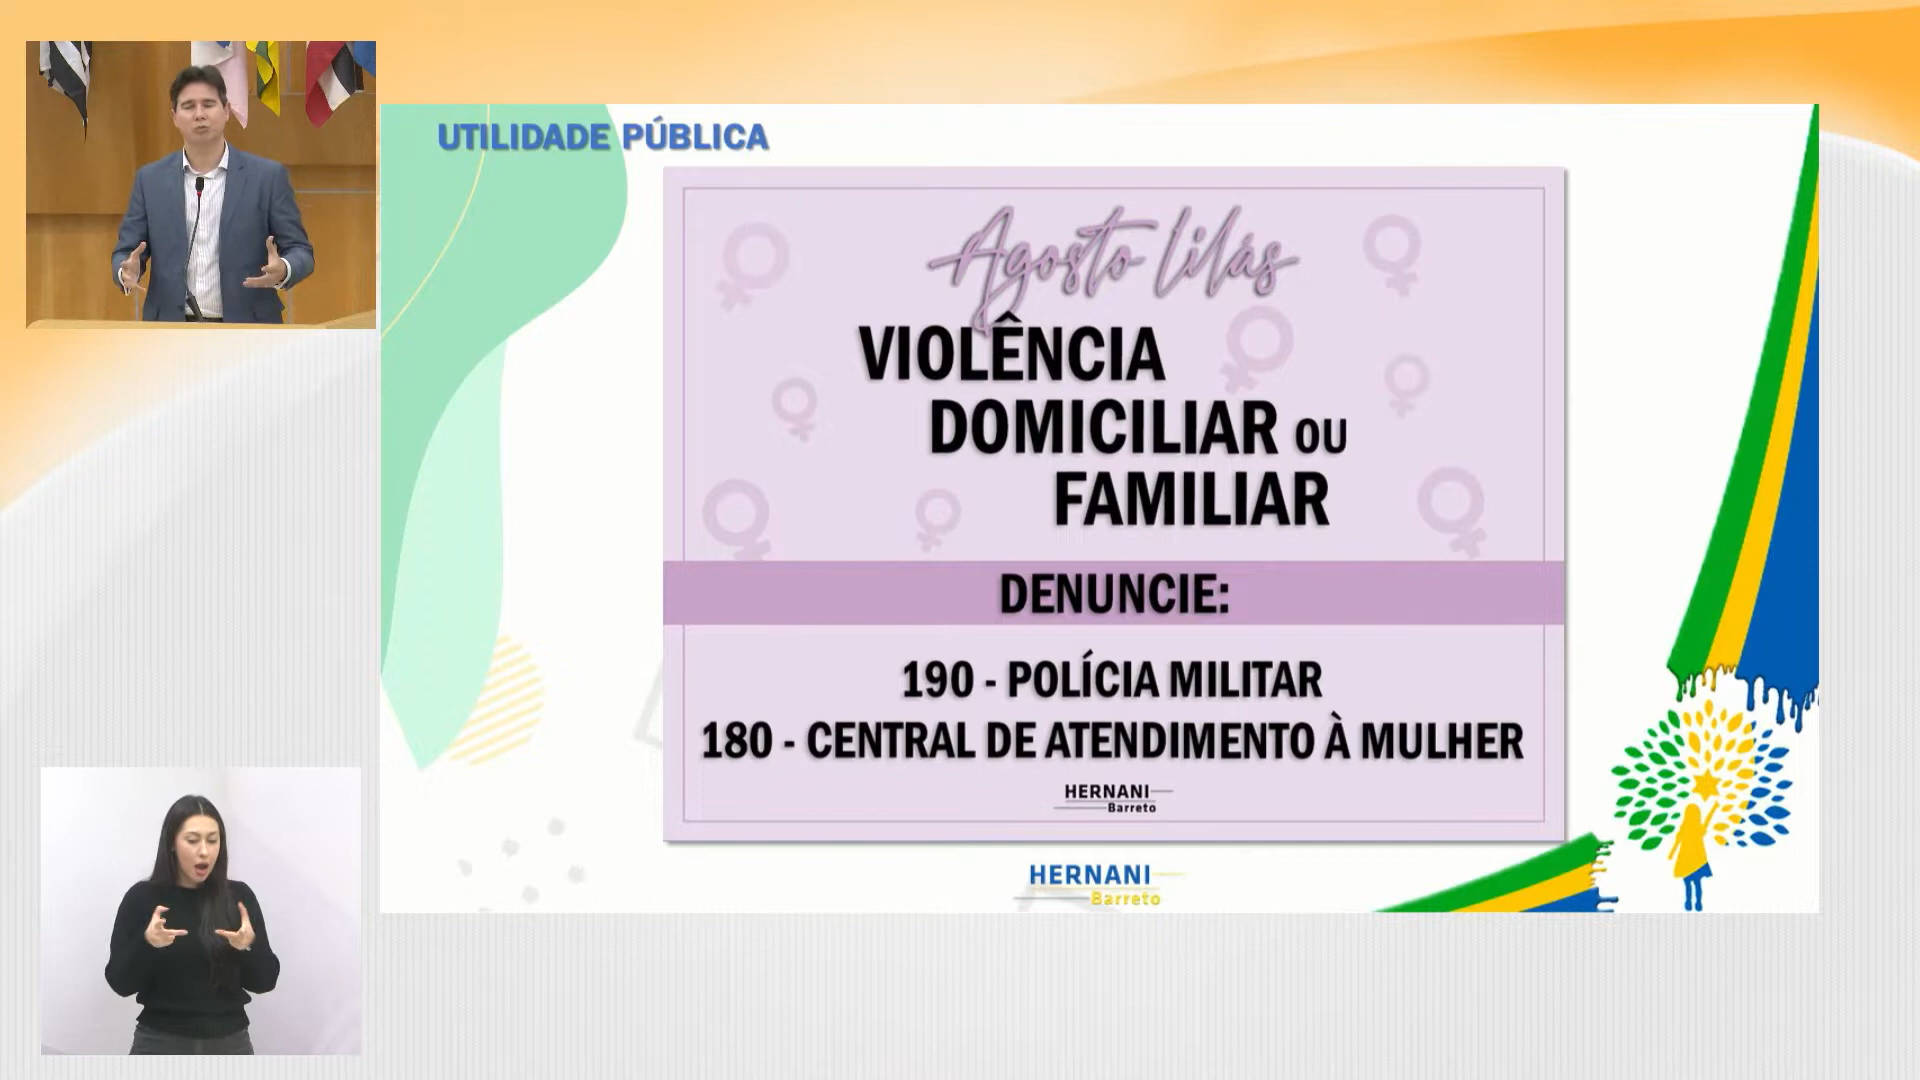 UTILIDADE PÚBLICA
Agosto lilás
VIOLÊNCIA
DOMICILIAR OU
FAMILIAR
DENUNCIE:
190 - POLÍCIA MILITAR
180 - CENTRAL DE ATENDIMENTO À MULHER
HERNANI
Barreto
HERNANI
Barreto